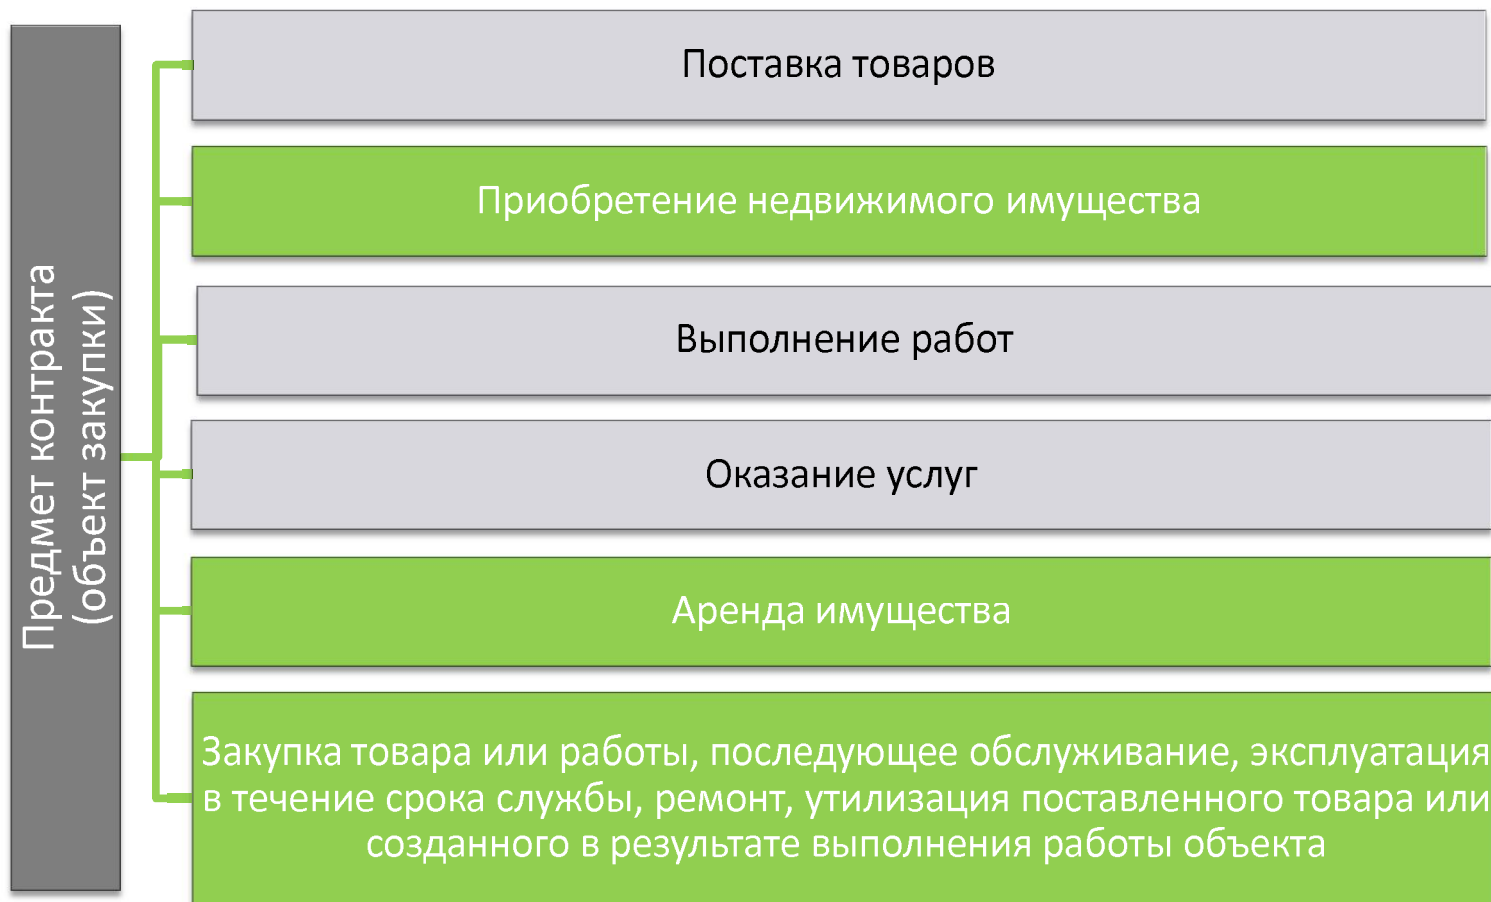 Предмет контракта
(объект закупки)
Поставка товаров
Приобретение недвижимого имущества
Выполнение работ
Оказание услуг
Аренда имущества
Закупка товара или работы, последующее обслуживание, эксплуатация
в течение срока службы, ремонт, утилизация поставленного товара или
созданного в результате выполнения работы объекта